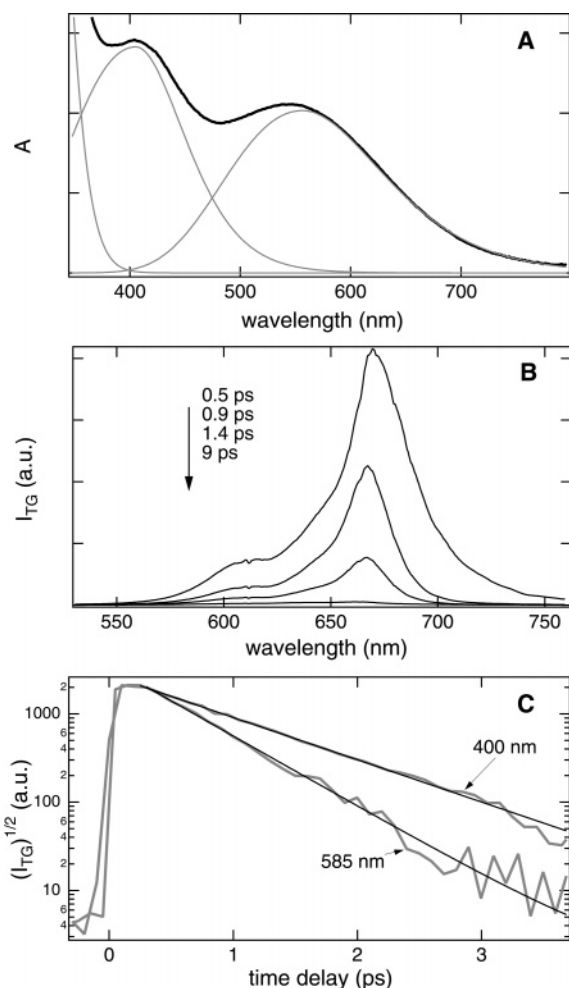 A
A
400
500
600
700
wavelength (nm)
B
0.5 ps
0.9 ps
1.4 ps
9 ps
I_TG (a.u.)
550
600
650
700
750
wavelength (nm)
C
(I_TG)^1/2 (a.u.)
2
1000
6
4
2
100
6
4
2
10
6
4
400 nm
585 nm
0
1
2
3
time delay (ps)